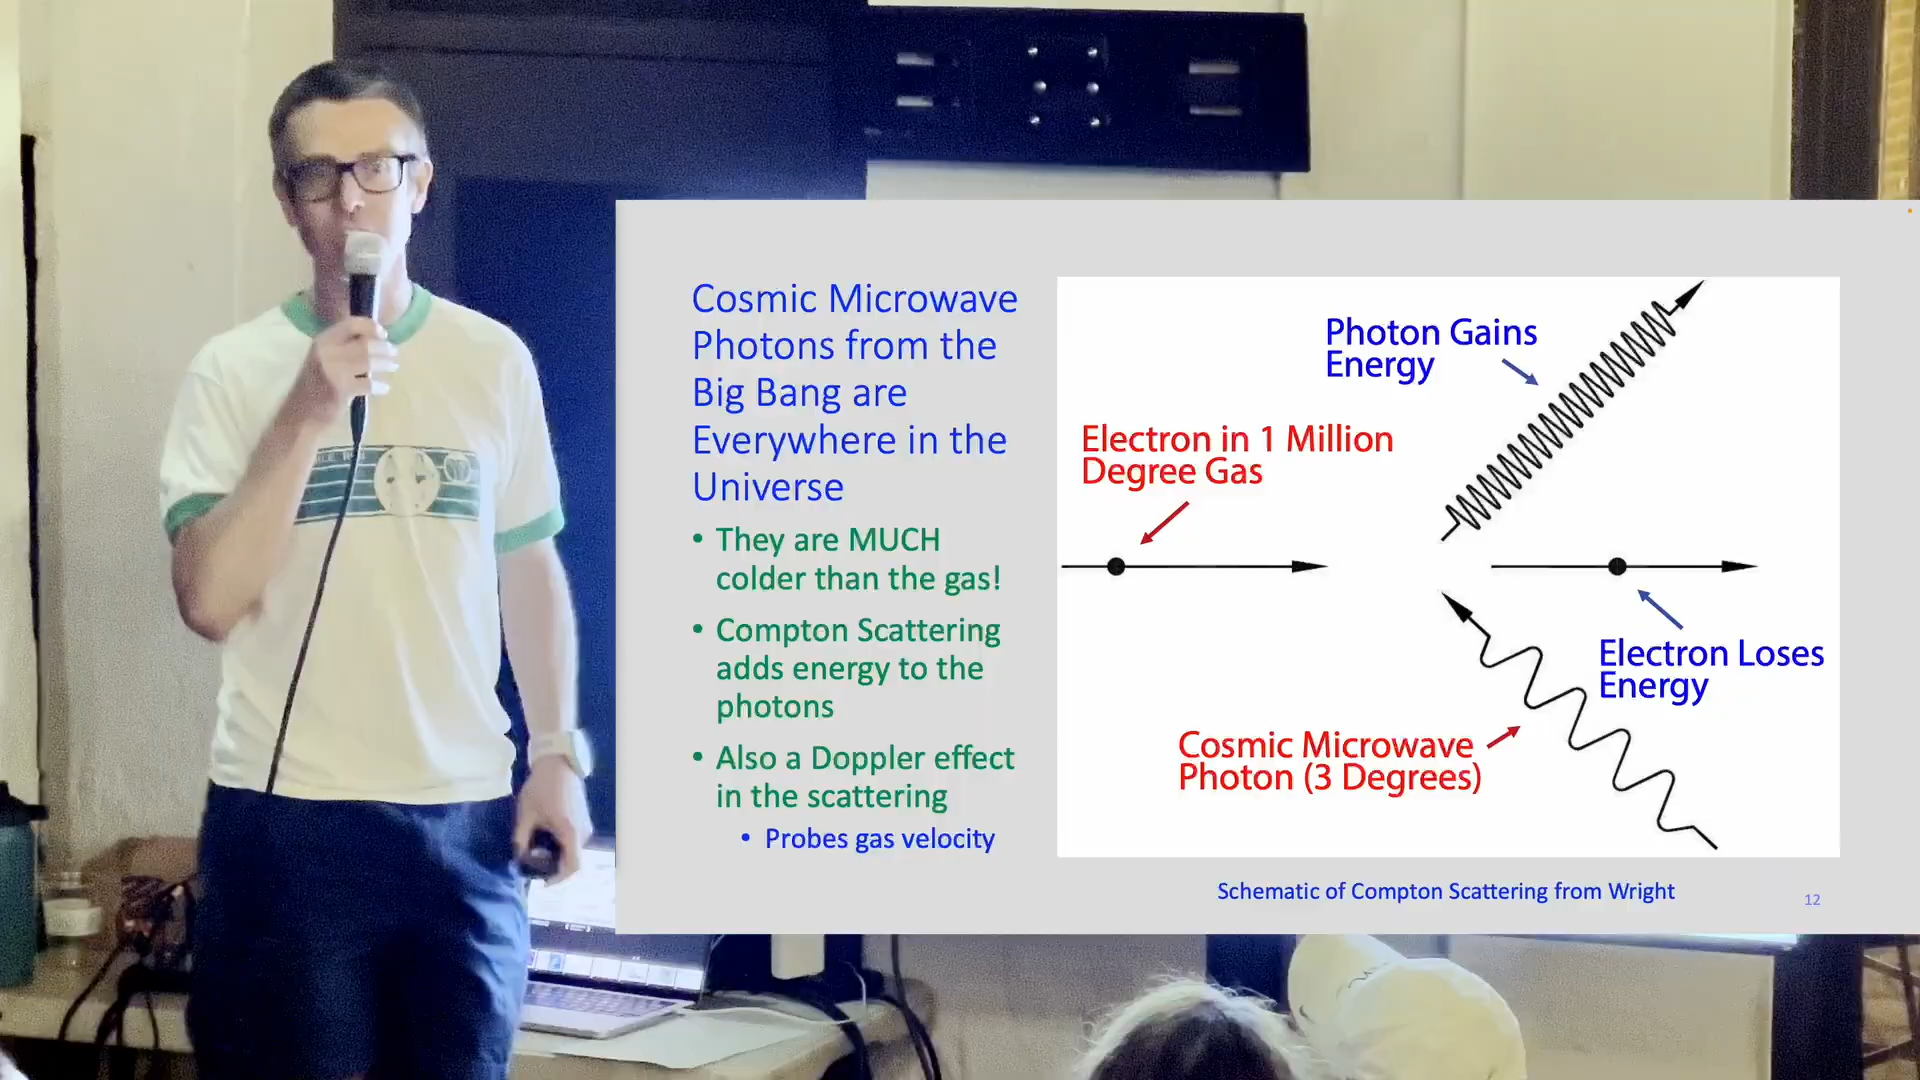 Cosmic Microwave
Photons from the
Big Bang are
Everywhere in the
Universe
• They are MUCH
colder than the gas!
• Compton Scattering
adds energy to the
photons
• Also a Doppler effect
in the scattering
• Probes gas velocity
Photon Gains
Energy
Electron in 1 Million
Degree Gas
Electron Loses
Energy
Cosmic Microwave
Photon (3 Degrees)
Schematic of Compton Scattering from Wright
12